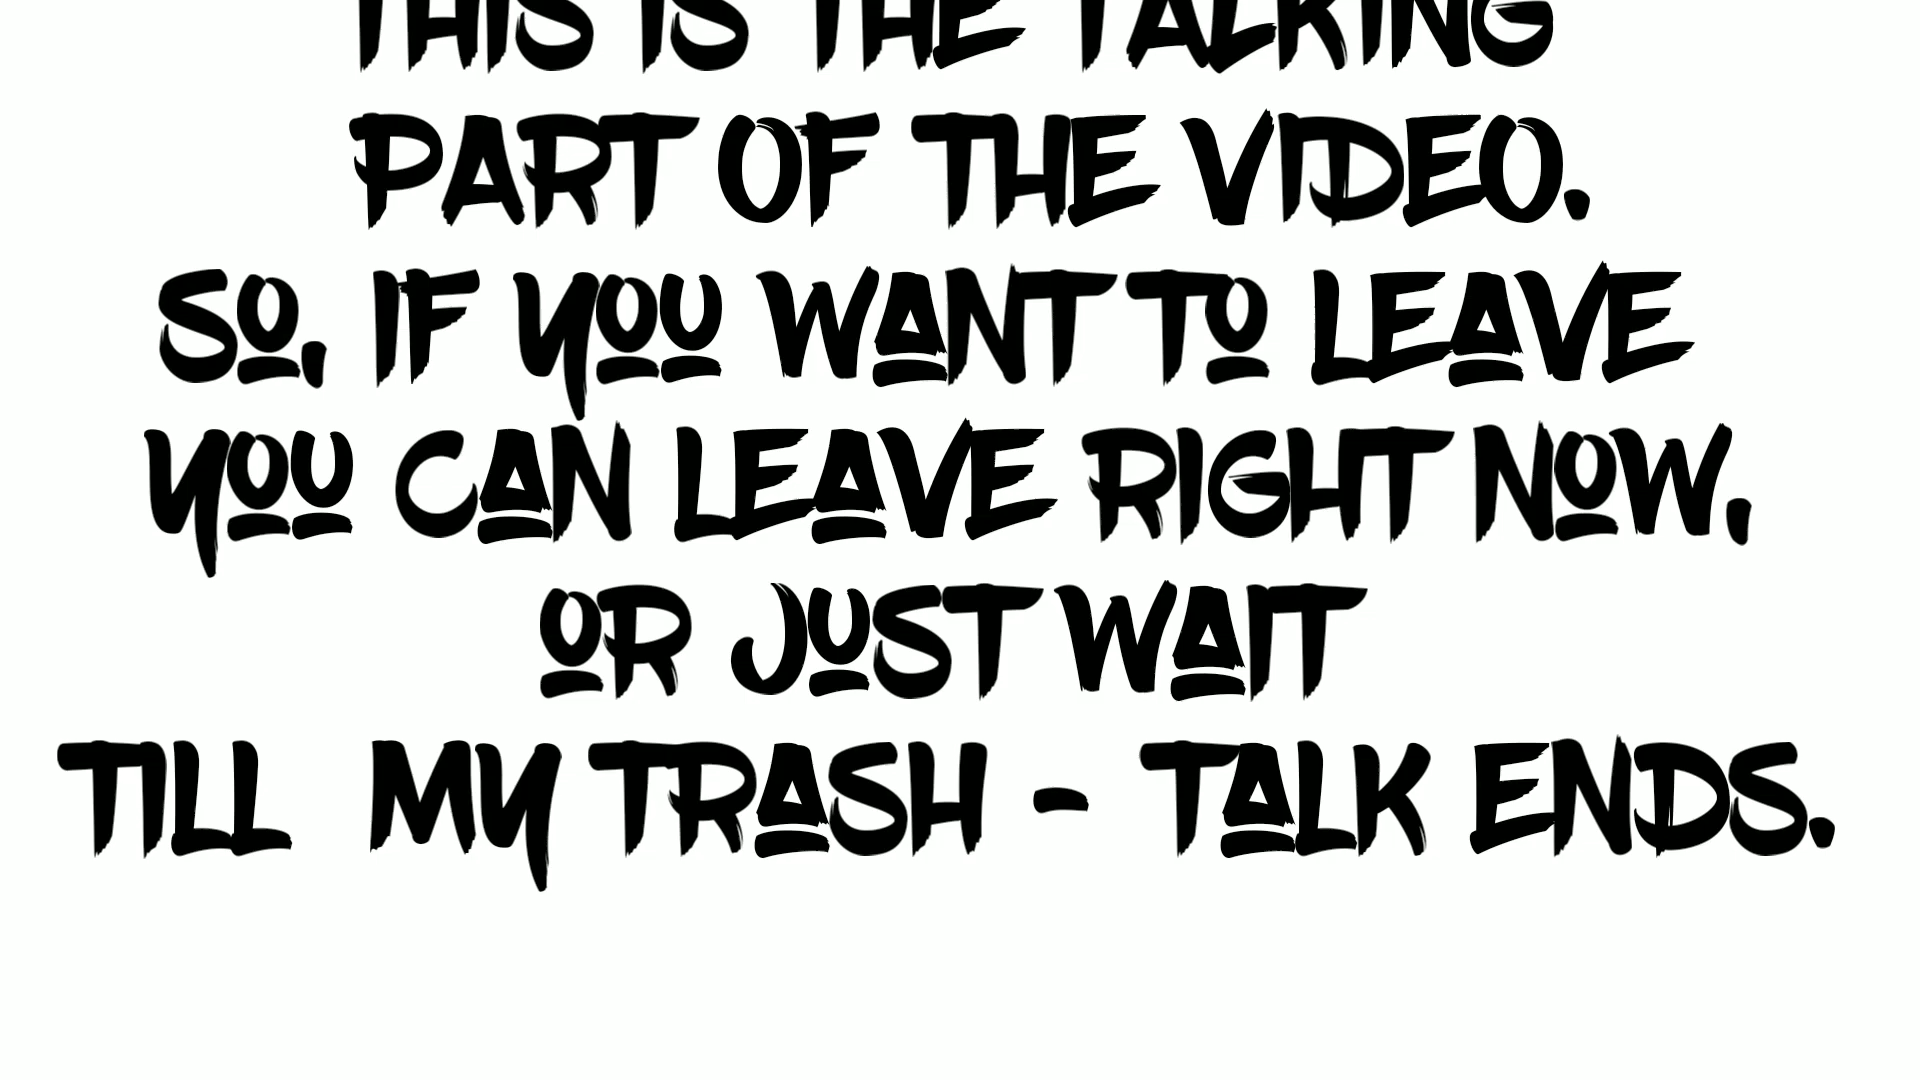 THIS IS THE TALKING
PART OF THE VIDEO.
SO, IF YOU WANT TO LEAVE
YOU CAN LEAVE RIGHT NOW,
OR JUST WAIT
TILL MY TRASH - TALK ENDS.